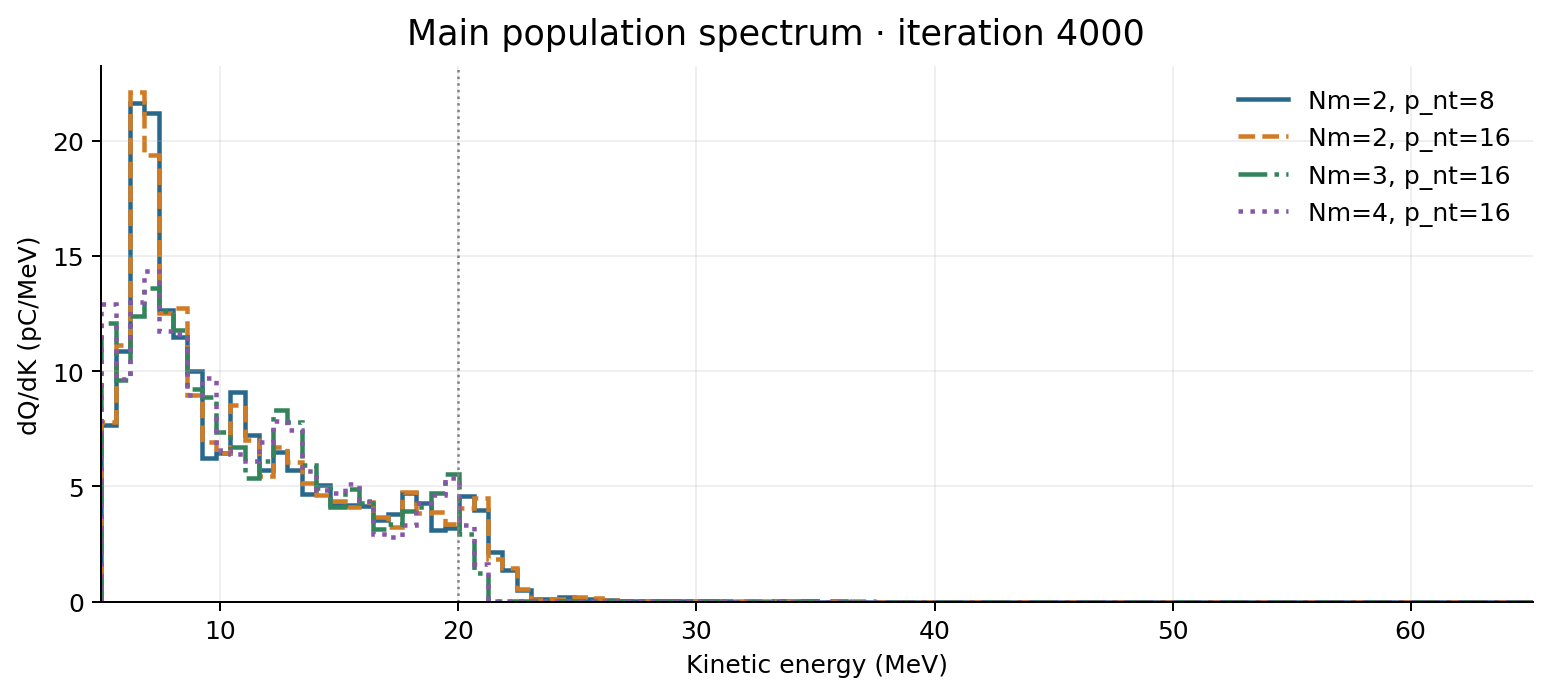 Main population spectrum · iteration 4000
dQ/dK (pC/MeV)
20
15
10
5
0
Nm=2, p_nt=8
Nm=2, p_nt=16
Nm=3, p_nt=16
Nm=4, p_nt=16
10 20 30 40 50 60
Kinetic energy (MeV)